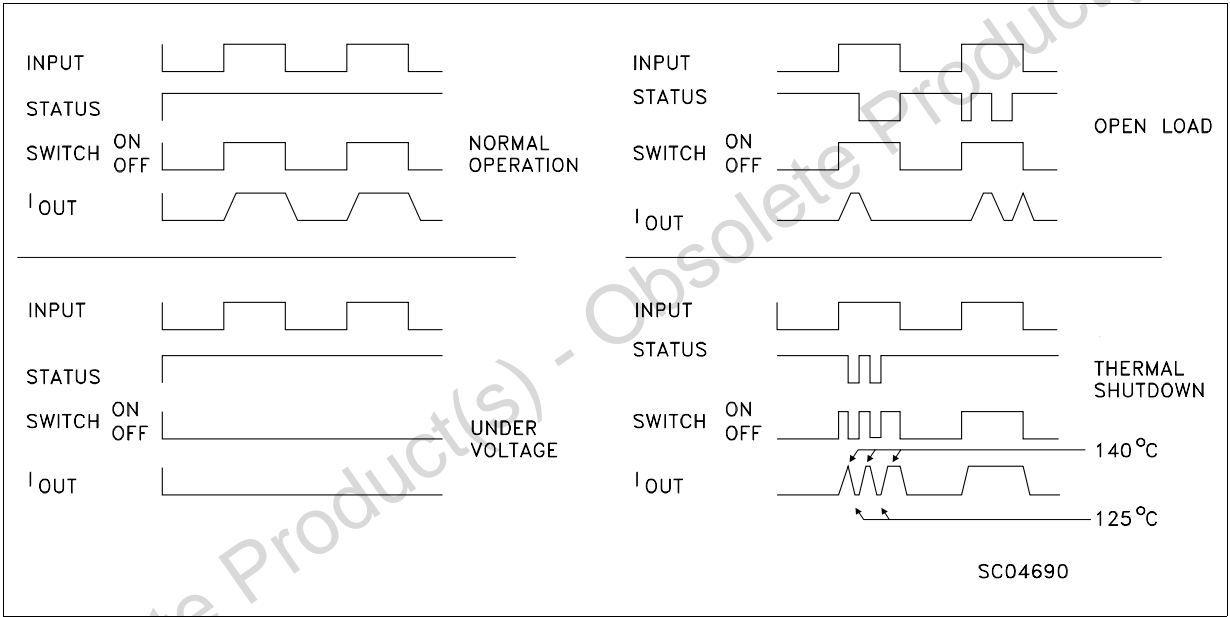 INPUT
STATUS
SWITCH ON OFF
I OUT
NORMAL OPERATION
INPUT
STATUS
SWITCH ON OFF
I OUT
OPEN LOAD
INPUT
STATUS
SWITCH ON OFF
I OUT
UNDER VOLTAGE
INPUT
STATUS
SWITCH ON OFF
I OUT
THERMAL SHUTDOWN
140 °C
125 °C
SC04690
ete Product(s) - Obsolete Product(